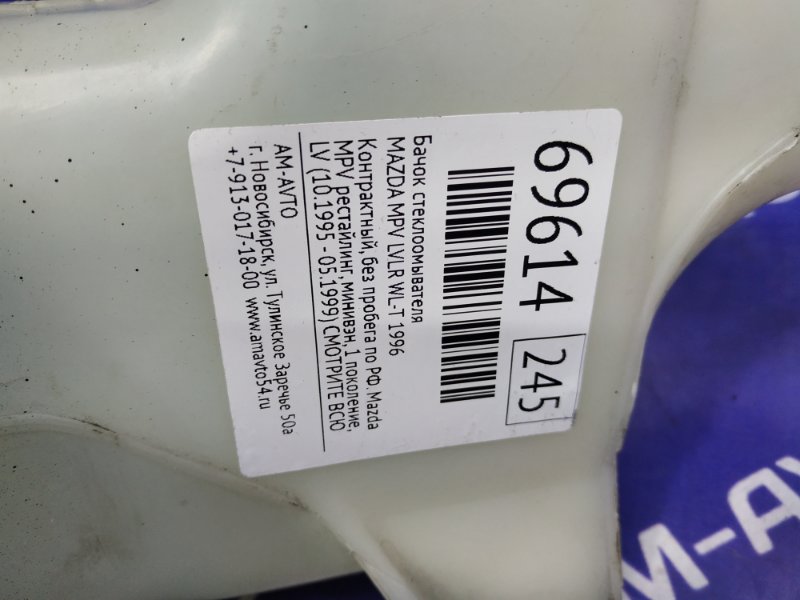 69614 245
Бачок стеклоомывателя
MAZDA MPV LVLR WL-T 1996
Контрактный, без пробега по РФ. Mazda
MPV рестайлинг, минивэн, 1 поколение,
LV (10.1995 - 05.1999) СМОТРИТЕ ВСЮ
АМ-AVTO
г. Новосибирск, ул. Тулинское Заречье 50а
+7-913-017-18-00 www.amavto54.ru
M-AV